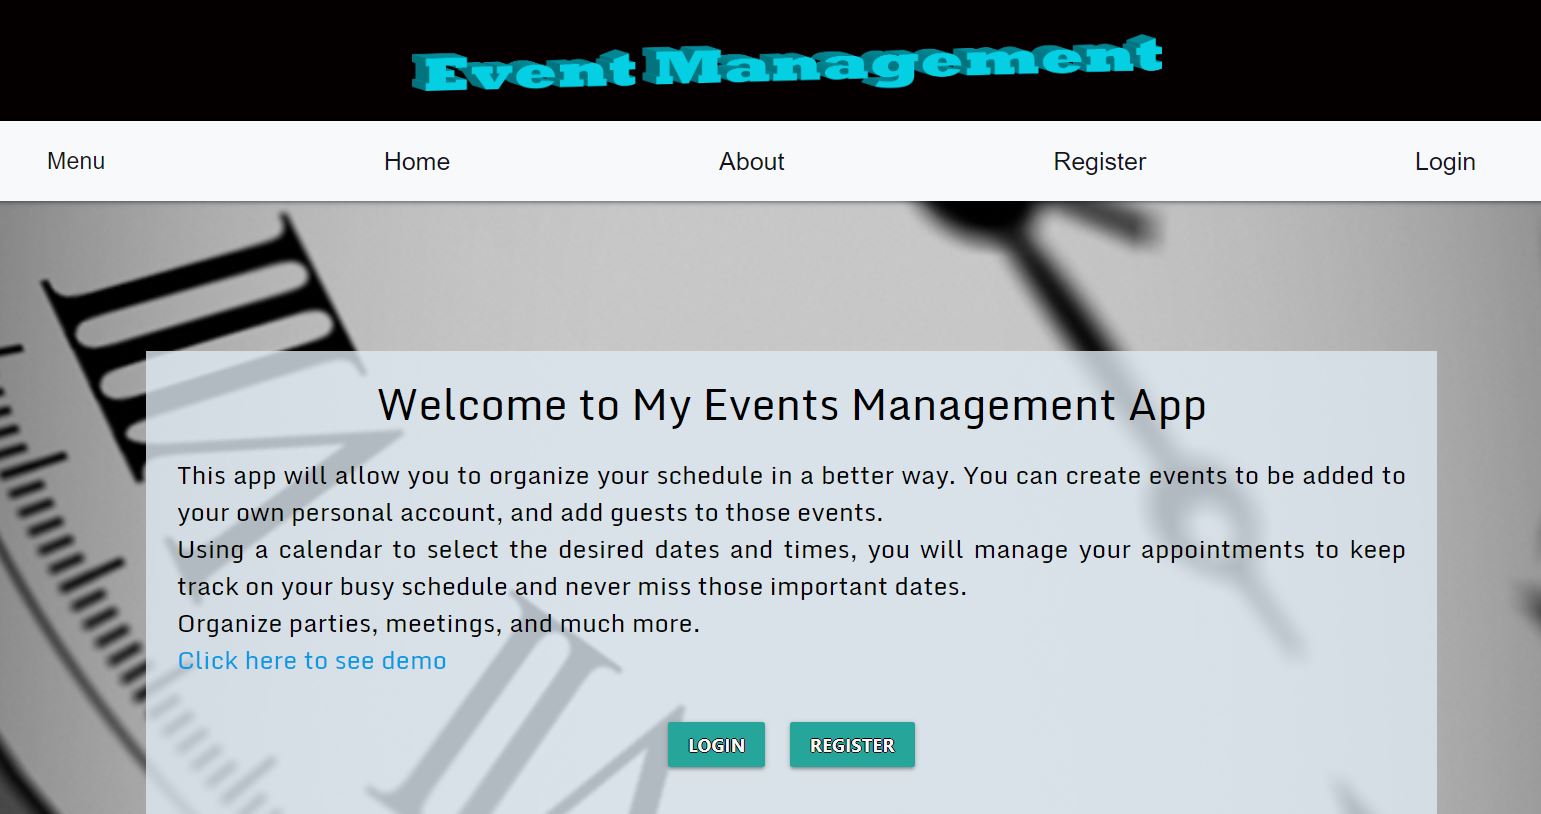 Event Management
Menu Home About Register Login
Welcome to My Events Management App
This app will allow you to organize your schedule in a better way. You can create events to be added to
your own personal account, and add guests to those events.
Using a calendar to select the desired dates and times, you will manage your appointments to keep
track on your busy schedule and never miss those important dates.
Organize parties, meetings, and much more.
Click here to see demo
LOGIN REGISTER